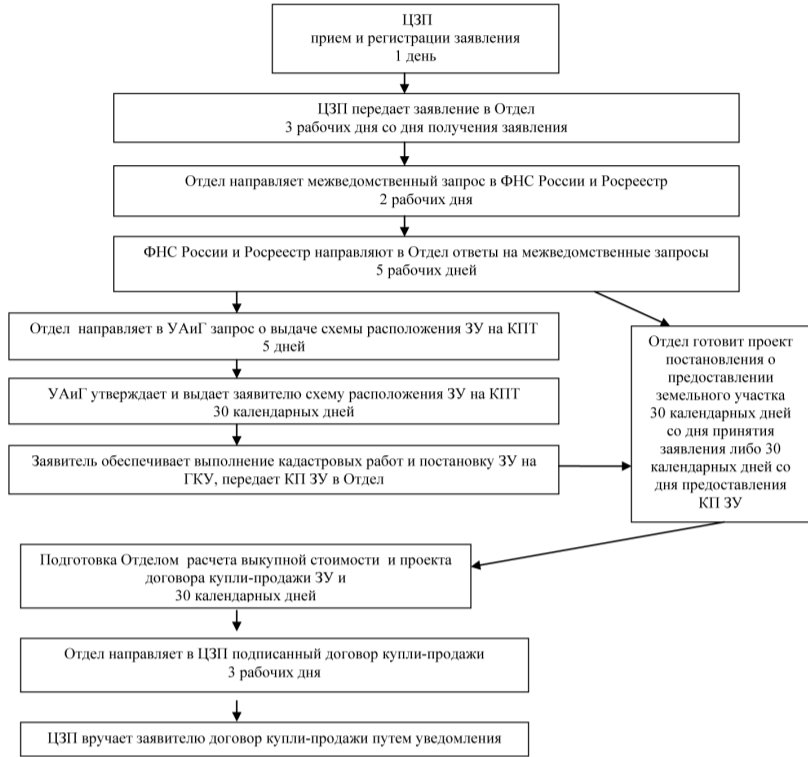 ЦЗП
прием и регистрации заявления
1 день
ЦЗП передает заявление в Отдел
3 рабочих дня со дня получения заявления
Отдел направляет межведомственный запрос в ФНС России и Росреестр
2 рабочих дня
ФНС России и Росреестр направляют в Отдел ответы на межведомственные запросы
5 рабочих дней
Отдел направляет в УАиГ запрос о выдаче схемы расположения ЗУ на КПТ
5 дней
УАиГ утверждает и выдает заявителю схему расположения ЗУ на КПТ
30 календарных дней
Заявитель обеспечивает выполнение кадастровых работ и постановку ЗУ на
ГКУ, передает КП ЗУ в Отдел
Отдел готовит проект
постановления о
предоставлении
земельного участка
30 календарных дней
со дня принятия
заявления либо 30
календарных дней со
дня предоставления
КП ЗУ
Подготовка Отделом расчета выкупной стоимости и проекта
договора купли-продажи ЗУ и
30 календарных дней
Отдел направляет в ЦЗП подписанный договор купли-продажи
3 рабочих дня
ЦЗП вручает заявителю договор купли-продажи путем уведомления